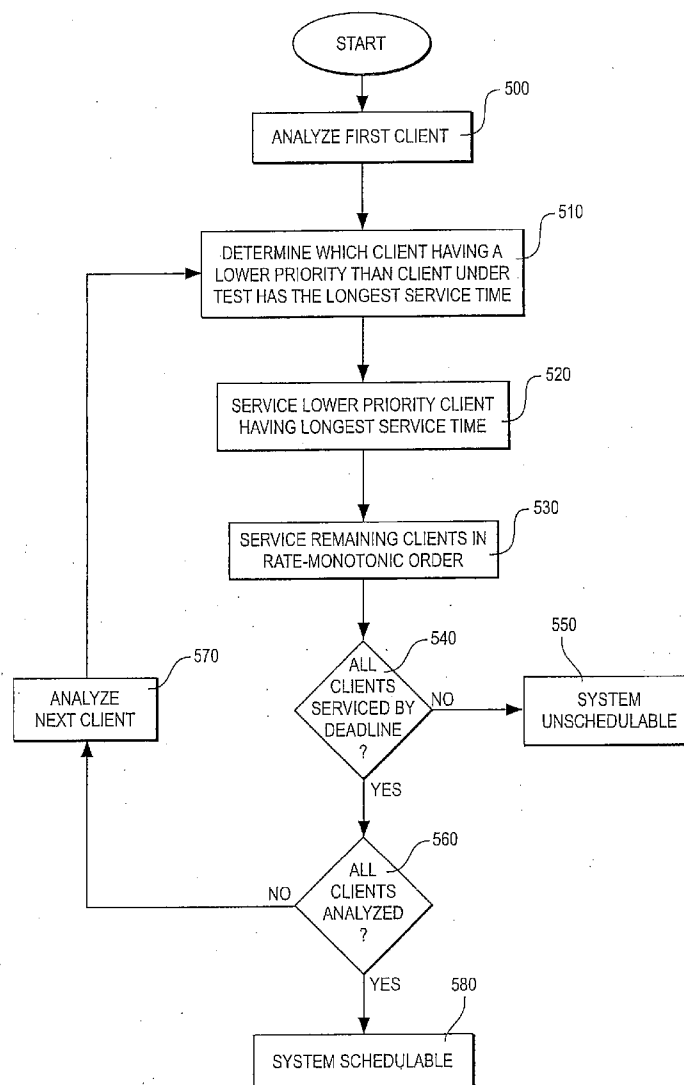 START
500
ANALYZE FIRST CLIENT
510
DETERMINE WHICH CLIENT HAVING A
LOWER PRIORITY THAN CLIENT UNDER
TEST HAS THE LONGEST SERVICE TIME
520
SERVICE LOWER PRIORITY CLIENT
HAVING LONGEST SERVICE TIME
530
SERVICE REMAINING CLIENTS IN
RATE-MONOTONIC ORDER
540
ALL
CLIENTS
SERVICED BY
DEADLINE
?
NO
550
SYSTEM
UNSCHEDULABLE
570
ANALYZE
NEXT CLIENT
YES
560
ALL
CLIENTS
ANALYZED
?
NO
YES
580
SYSTEM SCHEDULABLE